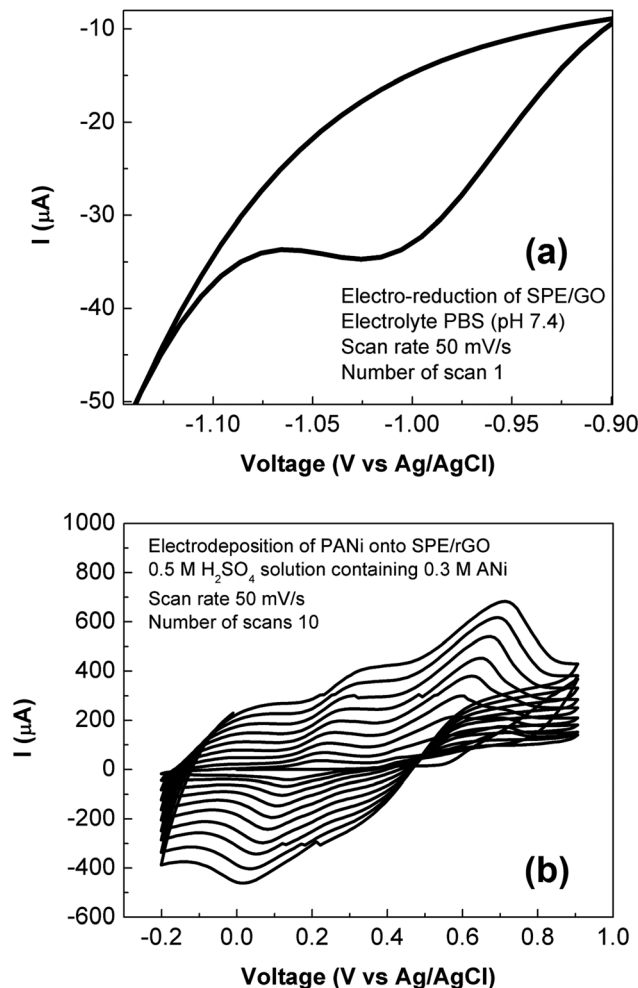 -10
-20
-30
-40
-50
I (μA)
(a)
Electro-reduction of SPE/GO
Electrolyte PBS (pH 7.4)
Scan rate 50 mV/s
Number of scan 1
-1.10 -1.05 -1.00 -0.95 -0.90
Voltage (V vs Ag/AgCl)
1000
800
600
400
200
0
-200
-400
-600
I (μA)
Electrodeposition of PANi onto SPE/rGO
0.5 M H₂SO₄ solution containing 0.3 M ANi
Scan rate 50 mV/s
Number of scans 10
(b)
-0.2 0.0 0.2 0.4 0.6 0.8 1.0
Voltage (V vs Ag/AgCl)